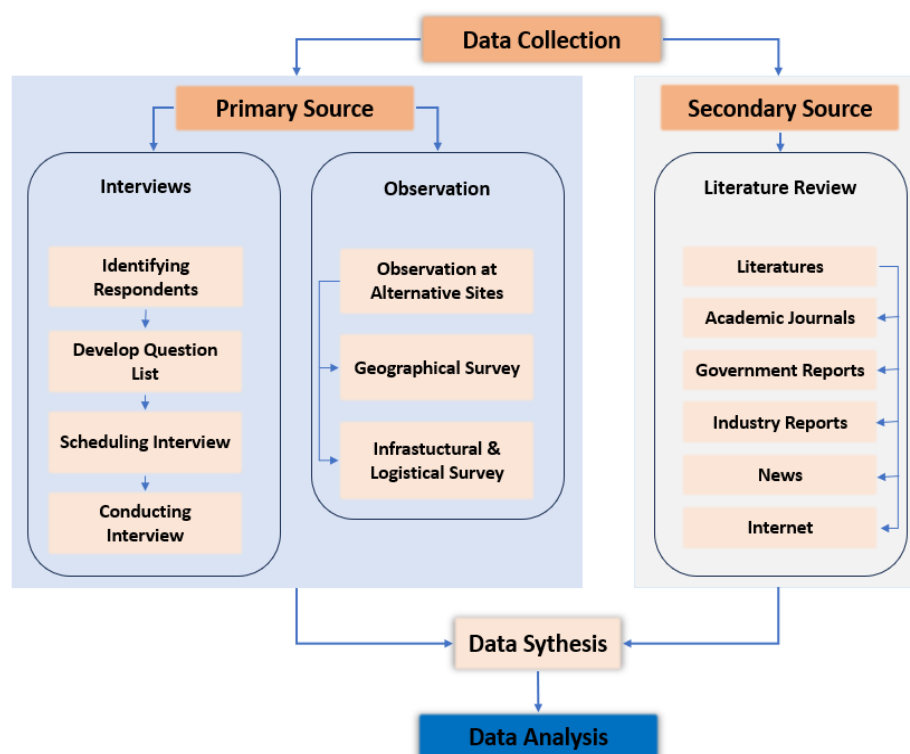 Data Collection
Primary Source
Secondary Source
Interviews
Identifying
Respondents
Develop Question
List
Scheduling Interview
Conducting
Interview
Observation
Observation at
Alternative Sites
Geographical Survey
Infrastuctural &
Logistical Survey
Literature Review
Literatures
Academic Journals
Government Reports
Industry Reports
News
Internet
Data Sythesis
Data Analysis